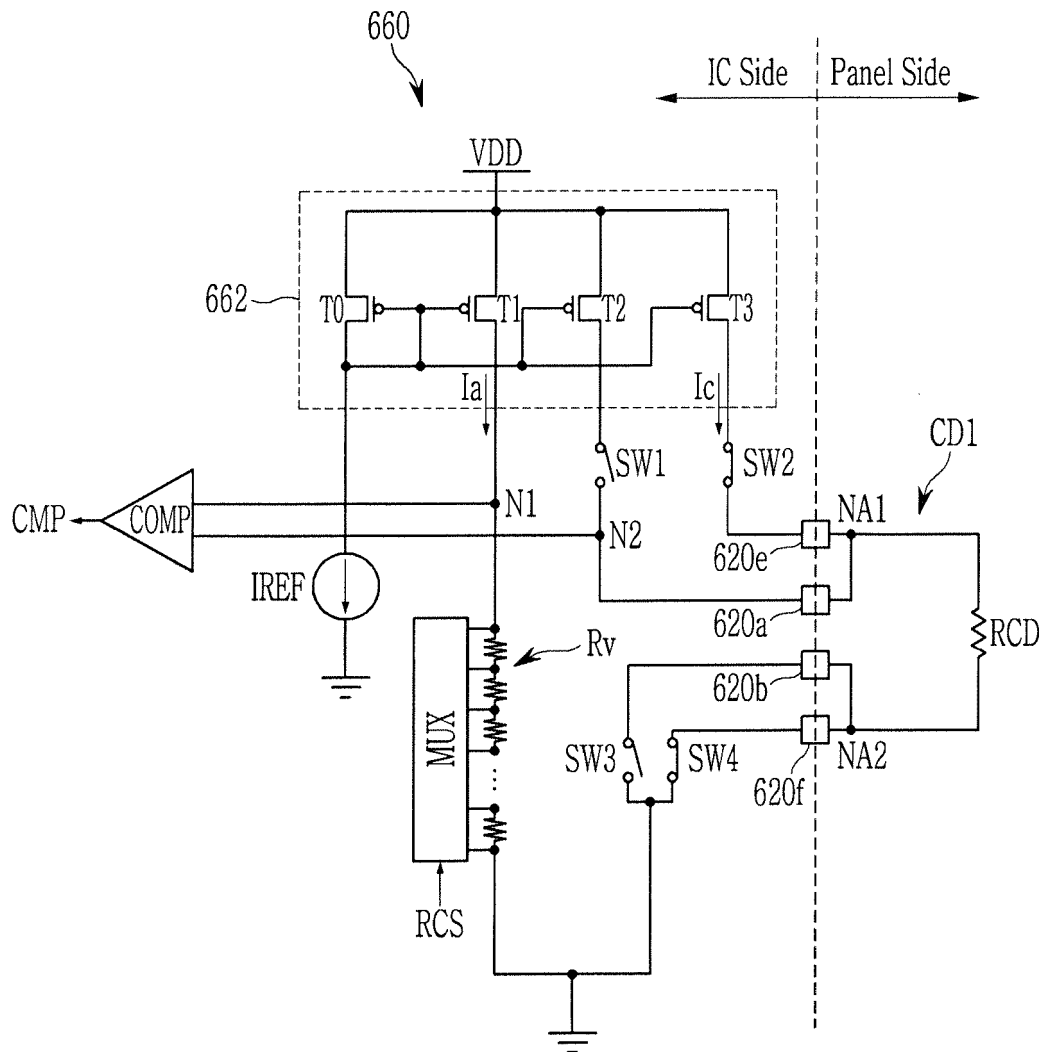 660
IC Side
Panel Side
VDD
662
T0
T1
T2
T3
Ia
Ic
CD1
SW1
SW2
NA1
CMP
COMP
N1
N2
620e
IREF
620a
RCD
Rv
620b
MUX
SW3
SW4
NA2
620f
RCS